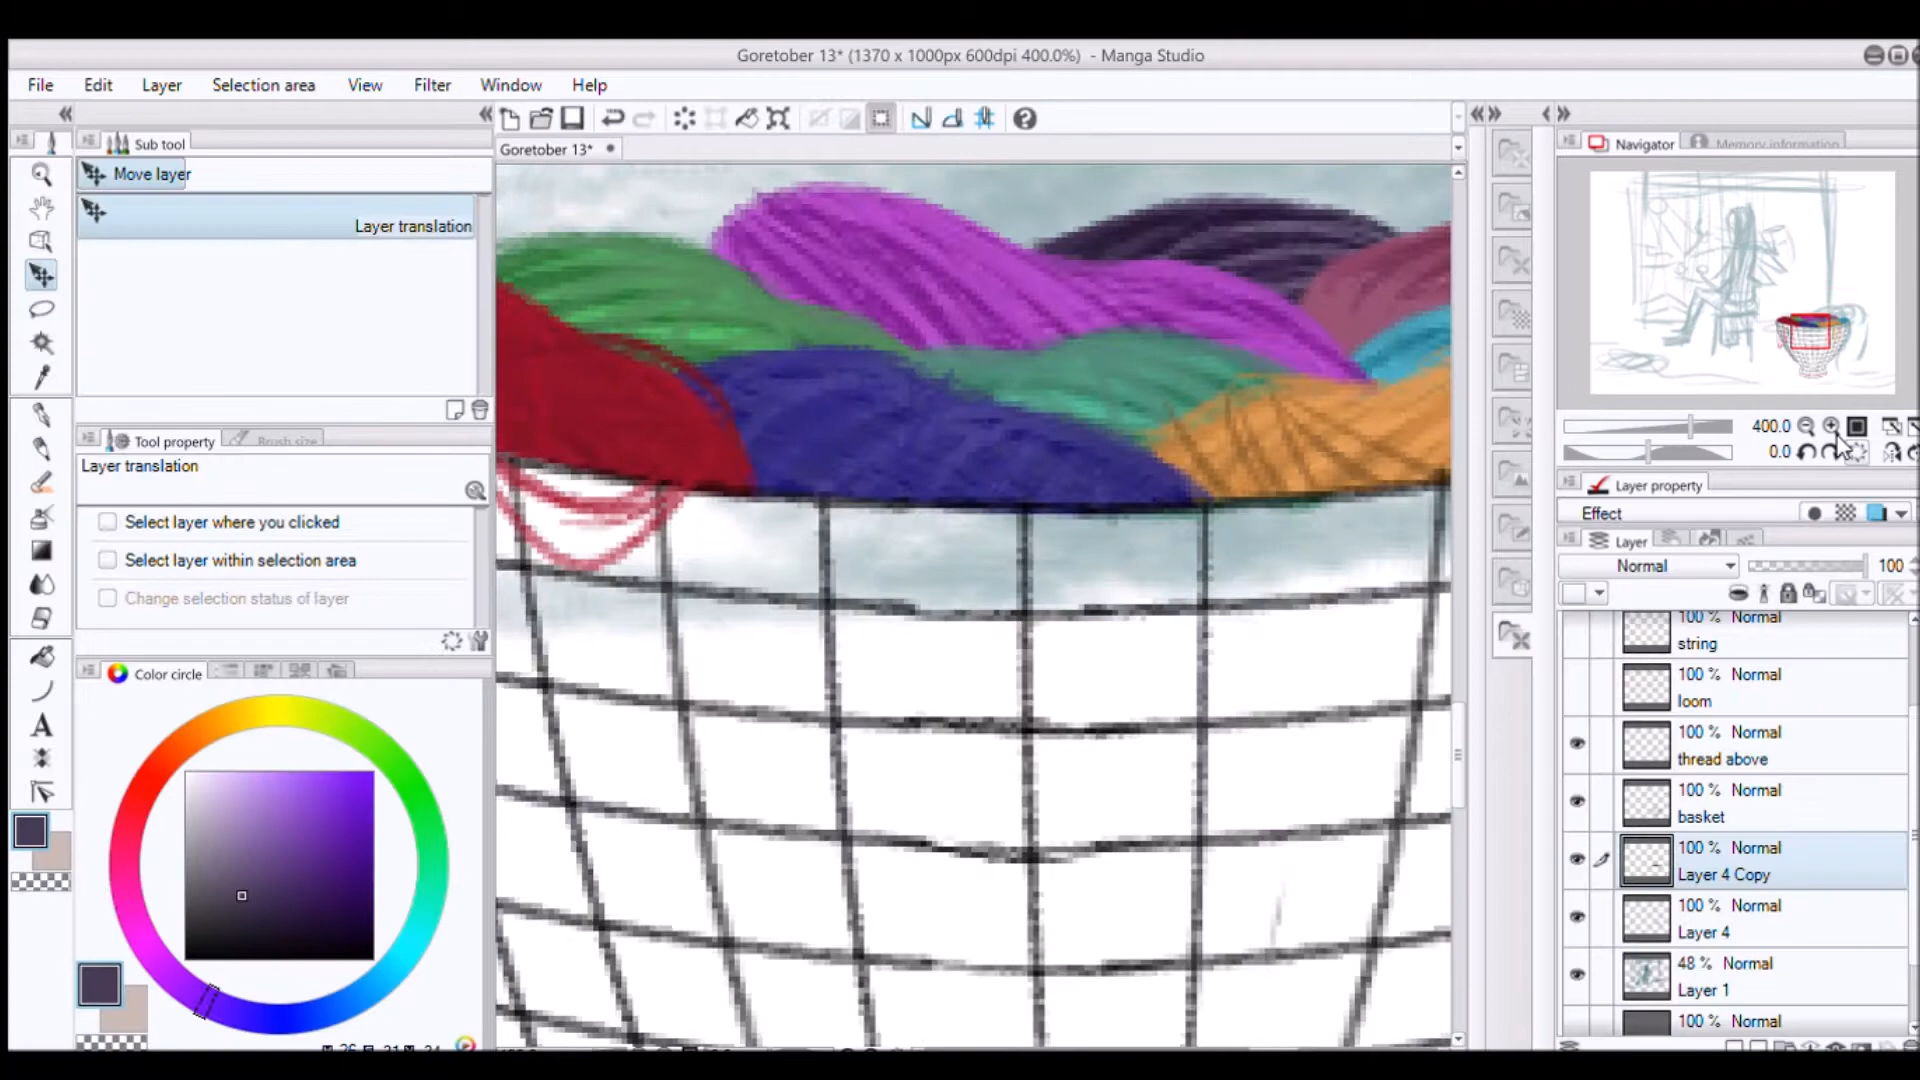 Goretober 13* (1370 x 1000px 600dpi 400.0%)  - Manga Studio
File Edit Layer Selection area View Filter Window Help
Sub tool
Goretober 13*
Navigator Memory information
Move layer
Layer translation
400.0
0.0
Tool property Brush size
Layer translation
Select layer where you clicked
Select layer within selection area
Change selection status of layer
Layer property
Effect
Layer
Normal 100
100 % Normal
string
100 % Normal
loom
100 % Normal
thread above
100 % Normal
basket
100 % Normal
Layer 4 Copy
100 % Normal
Layer 4
48 % Normal
Layer 1
100 % Normal
Color circle